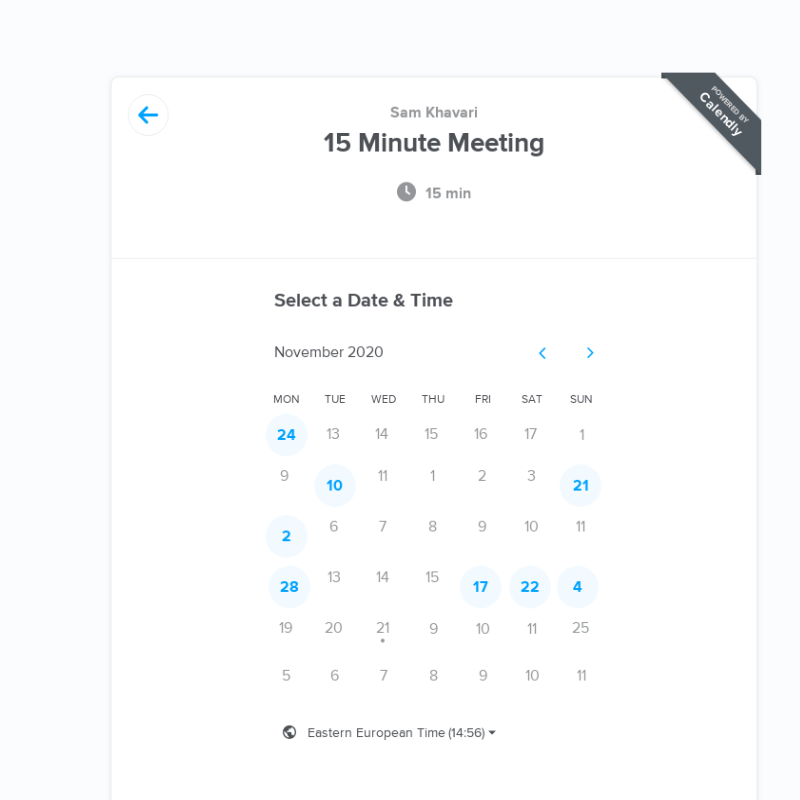 POWERED BY
Calendly
Sam Khavari
15 Minute Meeting
15 min
Select a Date & Time
November 2020
MON TUE WED THU FRI SAT SUN
24 13 14 15 16 17 1
9 10 11 1 2 3 21
2 6 7 8 9 10 11
28 13 14 15 17 22 4
19 20 21 9 10 11 25
5 6 7 8 9 10 11
Eastern European Time (14:56)